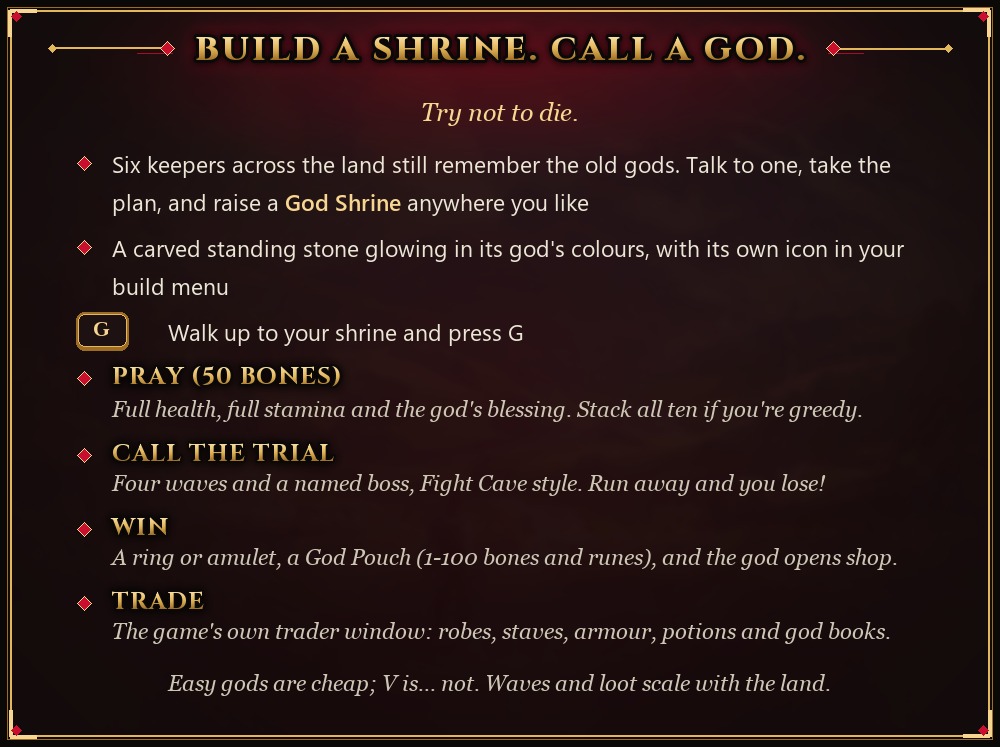 BUILD A SHRINE. CALL A GOD.
Try not to die.
Six keepers across the land still remember the old gods. Talk to one, take the
plan, and raise a God Shrine anywhere you like
A carved standing stone glowing in its god's colours, with its own icon in your
build menu
G Walk up to your shrine and press G
PRAY (50 BONES)
Full health, full stamina and the god's blessing. Stack all ten if you're greedy.
CALL THE TRIAL
Four waves and a named boss, Fight Cave style. Run away and you lose!
WIN
A ring or amulet, a God Pouch (1-100 bones and runes), and the god opens shop.
TRADE
The game's own trader window: robes, staves, armour, potions and god books.
Easy gods are cheap; V is... not. Waves and loot scale with the land.